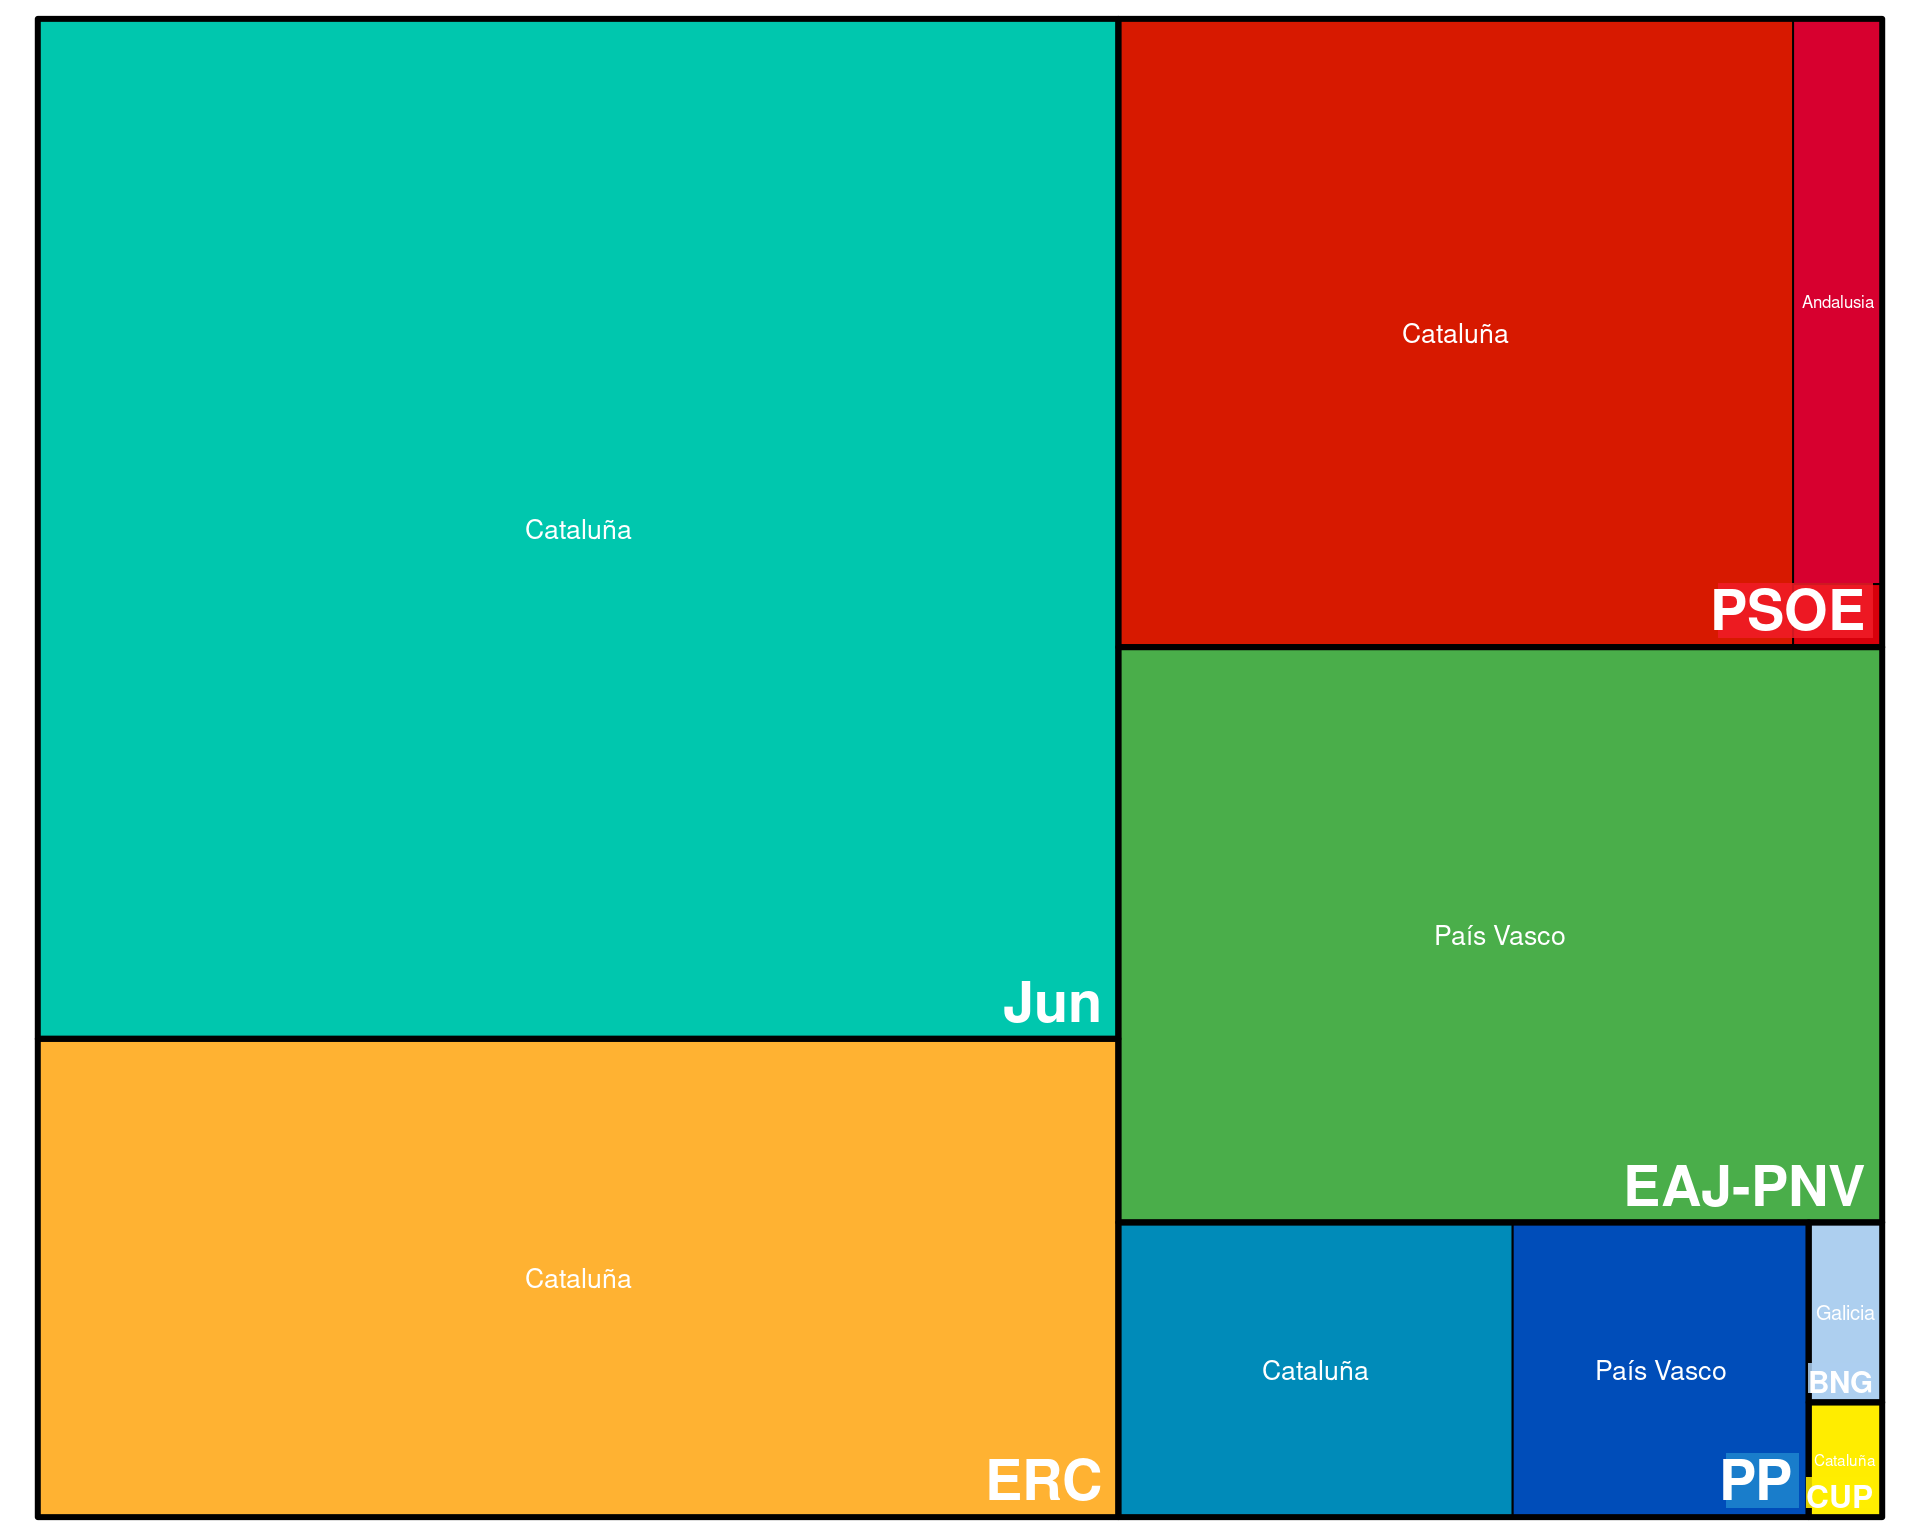 Cataluña
Jun
Cataluña
ERC
Cataluña
Andalusia
PSOE
País Vasco
EAJ-PNV
Cataluña
País Vasco
PP
Galicia
BNG
Cataluña
CUP